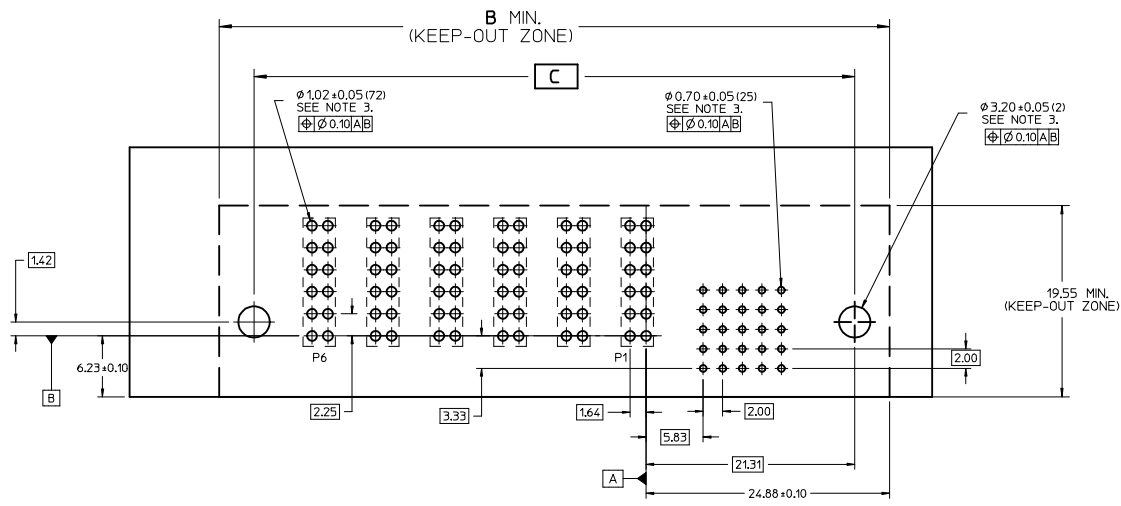 B MIN.
(KEEP-OUT ZONE)
C
Ø1.02±0.05 (72)
SEE NOTE 3.
⌖ Ø 0.10 A B
Ø0.70±0.05 (25)
SEE NOTE 3.
⌖ Ø 0.10 A B
Ø3.20±0.05 (2)
SEE NOTE 3.
⌖ Ø 0.10 A B
1.42
19.55 MIN.
(KEEP-OUT ZONE)
P6
P1
6.23±0.10
B
2.00
2.25
3.33
1.64
2.00
5.83
21.31
A
24.88±0.10